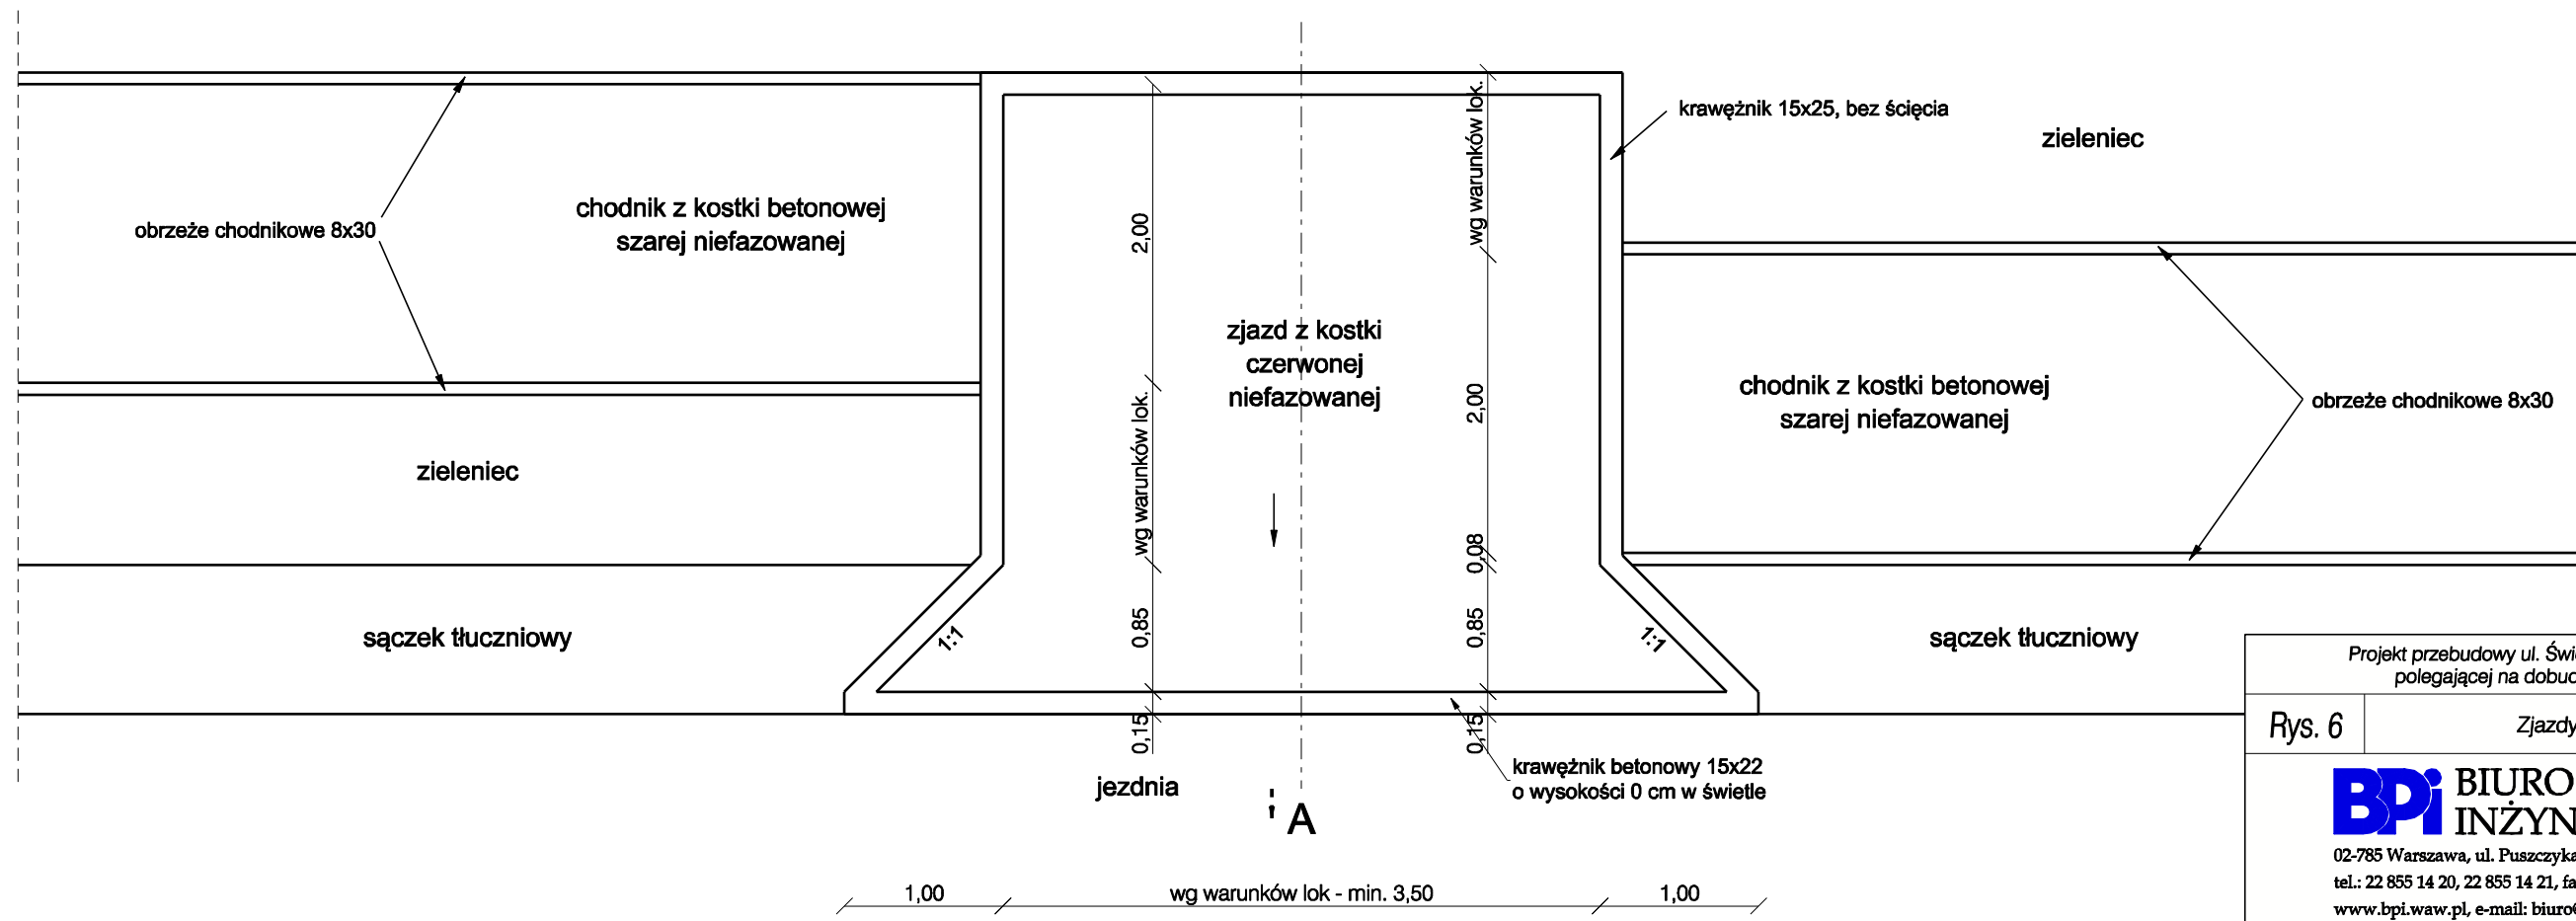 krawężnik 15x25, bez ścięcia
zieleniec
wg warunków lok.
chodnik z kostki betonowej
szarej niefazowanej
obrzeże chodnikowe 8x30
2,00
zjazd z kostki
czerwonej
niefazowanej
2,00
chodnik z kostki betonowej
szarej niefazowanej
obrzeże chodnikowe 8x30
wg warunków lok.
zieleniec
0,08
sączek tłuczniowy
1:1
0,85
0,85
1:1
sączek tłuczniowy
0,15
0,15
jezdnia
krawężnik betonowy 15x22
o wysokości 0 cm w świetle
A
1,00
wg warunków lok - min. 3,50
1,00
Projekt przebudowy ul.
polegającej na
Rys. 6
Zjazdy
BPi
BIURO
02-785 Warszawa, ul.
tel.: 22 855 14 20, 22 855 14 21,
www.bpi.waw.pl, e-mail: